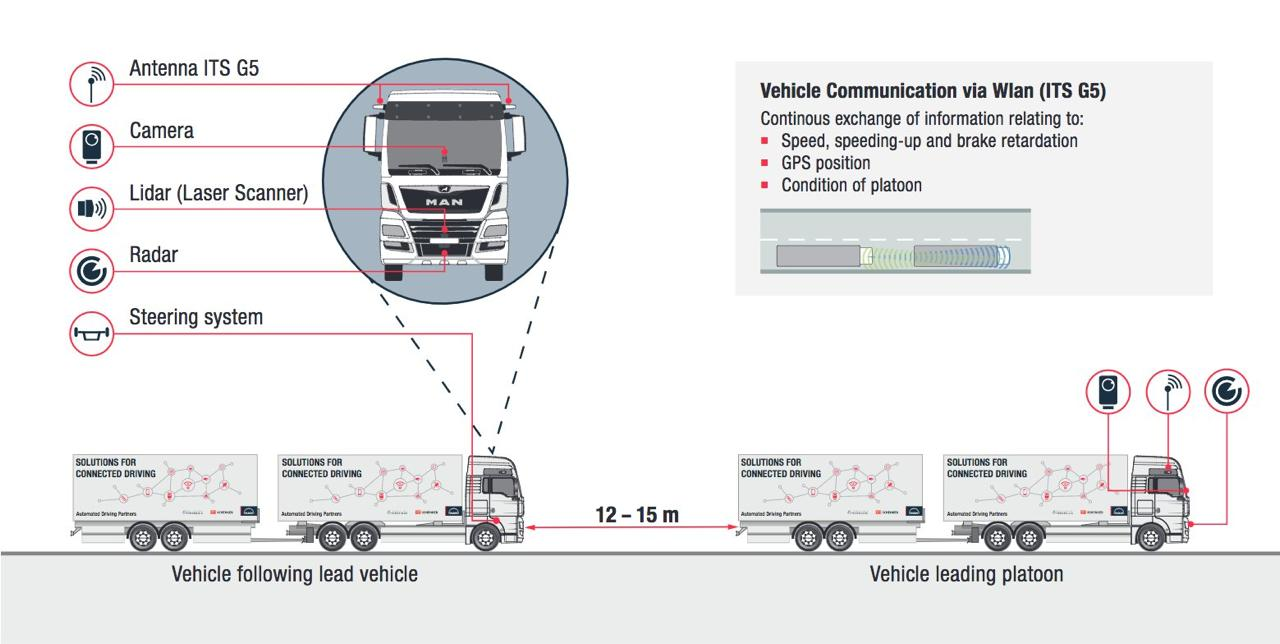 Antenna ITS G5
Camera
Lidar (Laser Scanner)
Radar
Steering system
MAN
Vehicle Communication via Wlan (ITS G5)
Continous exchange of information relating to:
Speed, speeding-up and brake retardation
GPS position
Condition of platoon
SOLUTIONS FOR
CONNECTED DRIVING
Automated Driving Partners
SOLUTIONS FOR
CONNECTED DRIVING
Automated Driving Partners
12 – 15 m
SOLUTIONS FOR
CONNECTED DRIVING
Automated Driving Partners
SOLUTIONS FOR
CONNECTED DRIVING
Automated Driving Partners
Vehicle following lead vehicle
Vehicle leading platoon